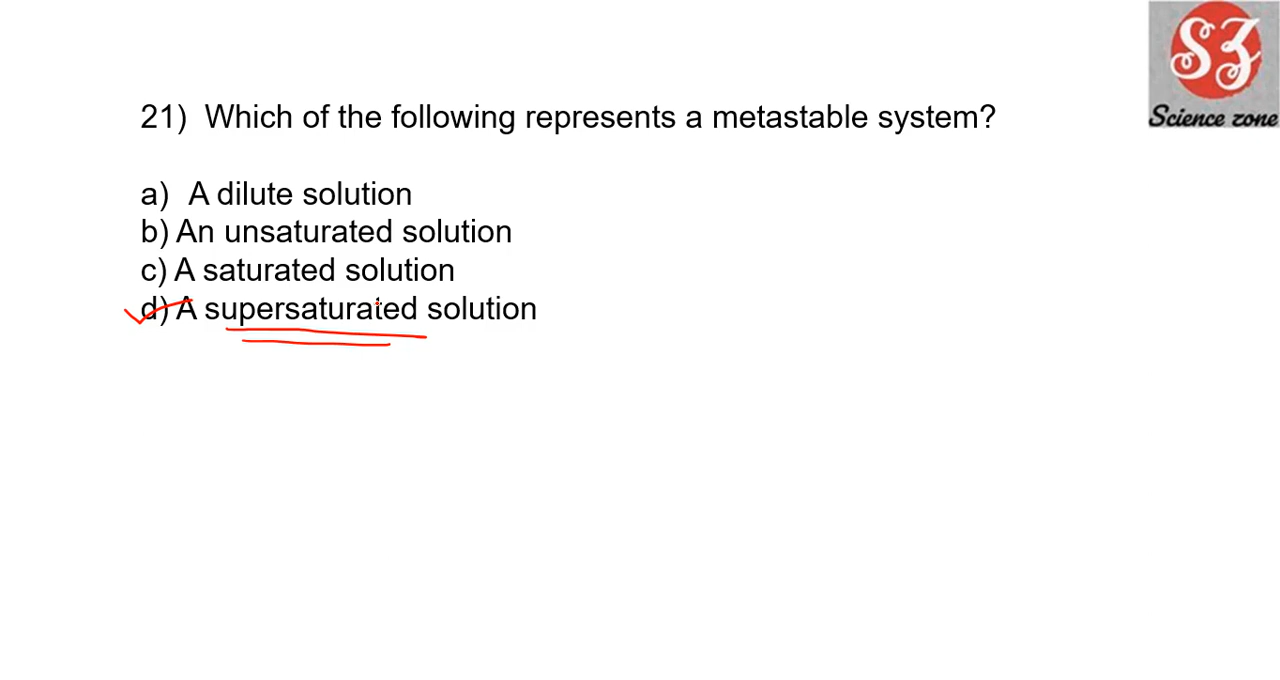 SZ
Science zone
21) Which of the following represents a metastable system?
a) A dilute solution
b) An unsaturated solution
c) A saturated solution
d) A supersaturated solution